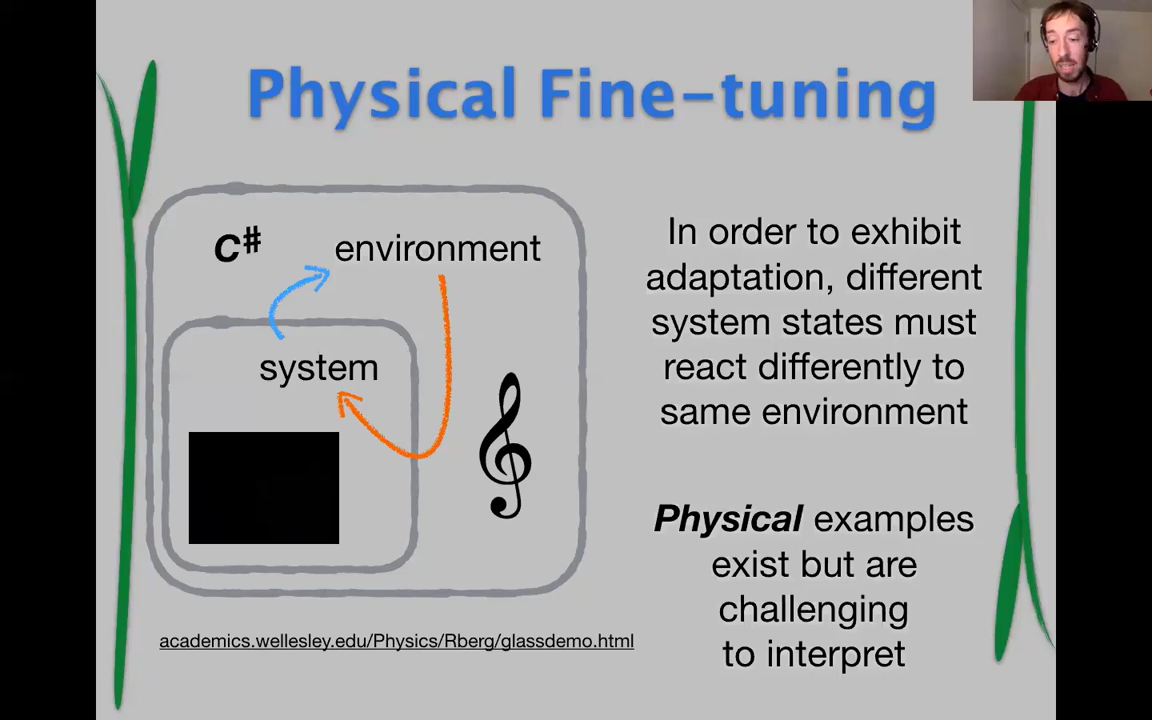 Physical Fine-tuning
C♯
environment
system
In order to exhibit
adaptation, different
system states must
react differently to
same environment
Physical examples
exist but are
challenging
to interpret
academics.wellesley.edu/Physics/Rberg/glassdemo.html